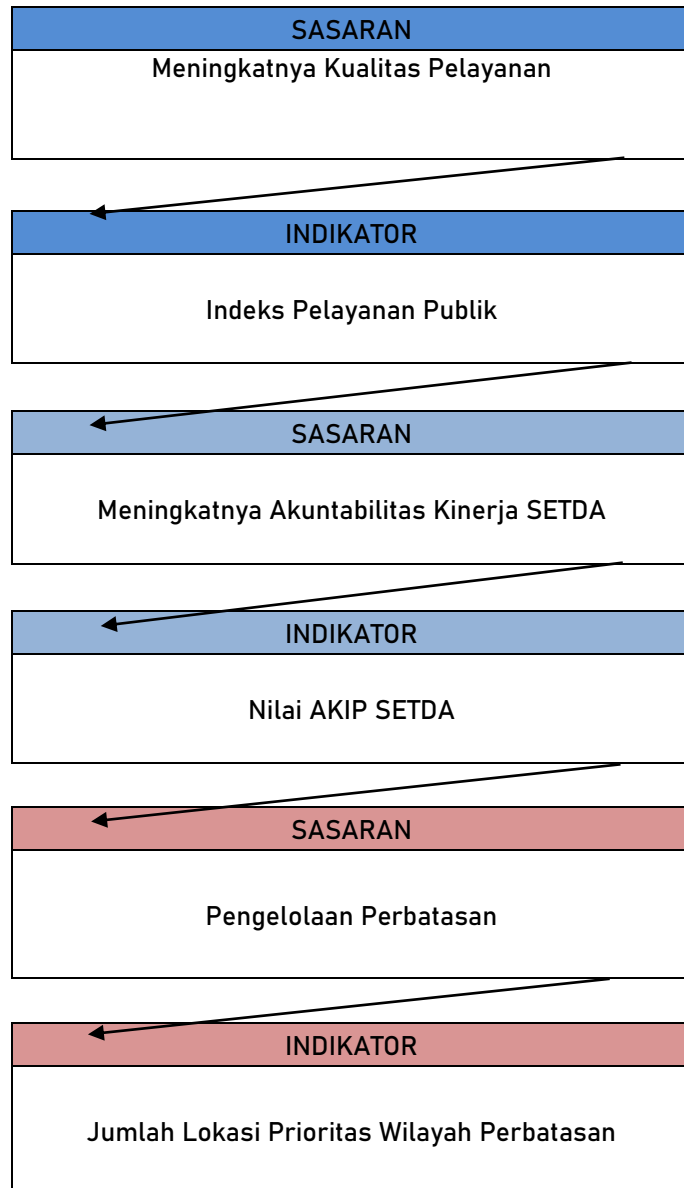 SASARAN
Meningkatnya Kualitas Pelayanan
INDIKATOR
Indeks Pelayanan Publik
SASARAN
Meningkatnya Akuntabilitas Kinerja SETDA
INDIKATOR
Nilai AKIP SETDA
SASARAN
Pengelolaan Perbatasan
INDIKATOR
Jumlah Lokasi Prioritas Wilayah Perbatasan